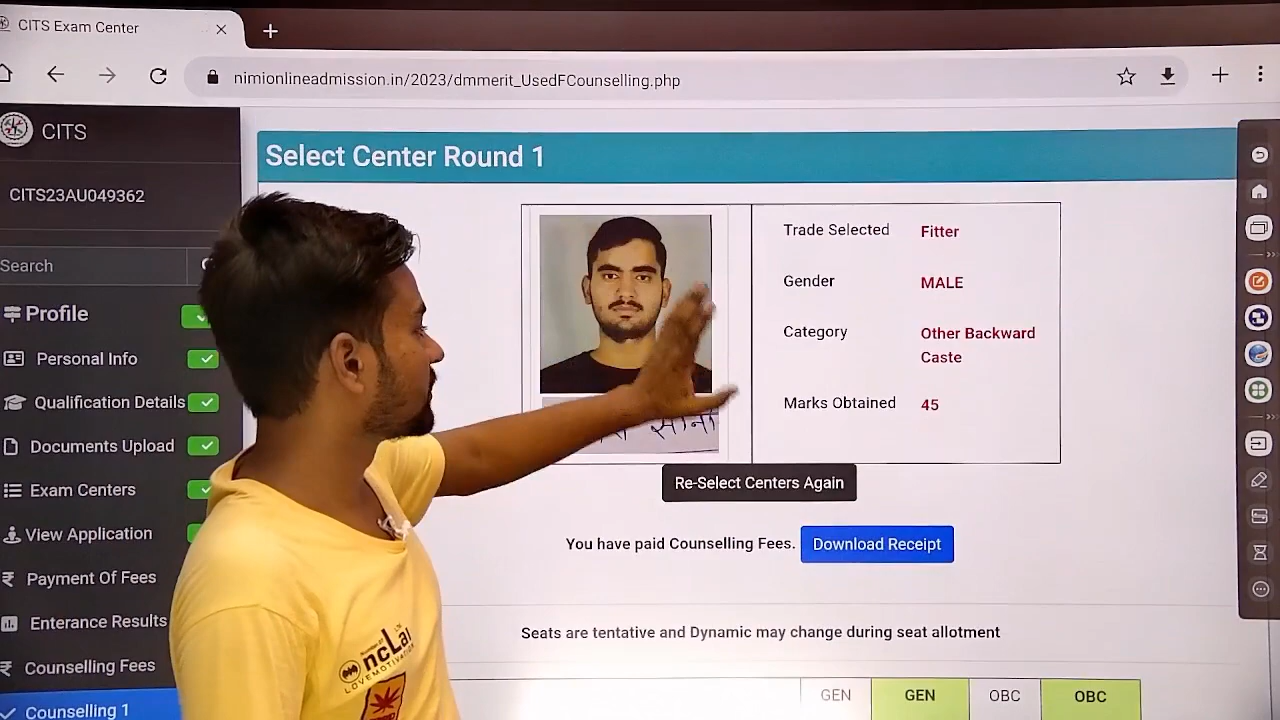 CITS Exam Center
nimionlineadmission.in/2023/dmmerit_UsedFCounselling.php
CITS
CITS23AU049362
Search
Profile
Personal Info
Qualification Details
Documents Upload
Exam Centers
View Application
Payment Of Fees
Enterance Results
Counselling Fees
Counselling 1
Select Center Round 1
Trade Selected Fitter
Gender MALE
Category Other Backward
Caste
Marks Obtained 45
Re-Select Centers Again
You have paid Counselling Fees. Download Receipt
Seats are tentative and Dynamic may change during seat allotment
GEN GEN OBC OBC